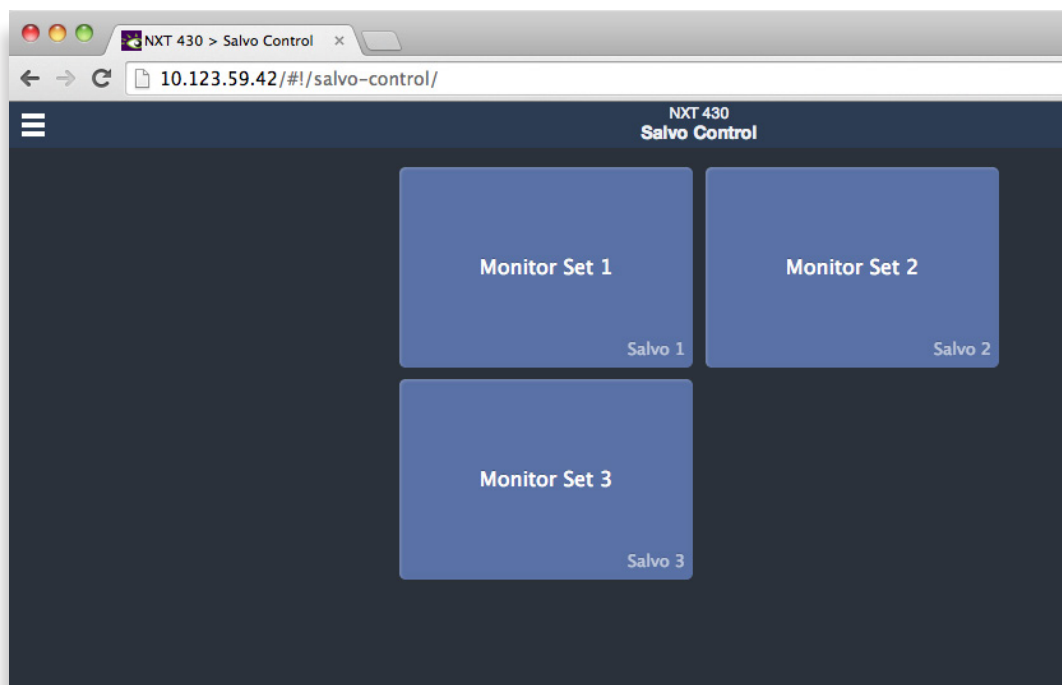 NXT 430 > Salvo Control
10.123.59.42/#!/salvo-control/
NXT 430
Salvo Control
Monitor Set 1
Salvo 1
Monitor Set 2
Salvo 2
Monitor Set 3
Salvo 3